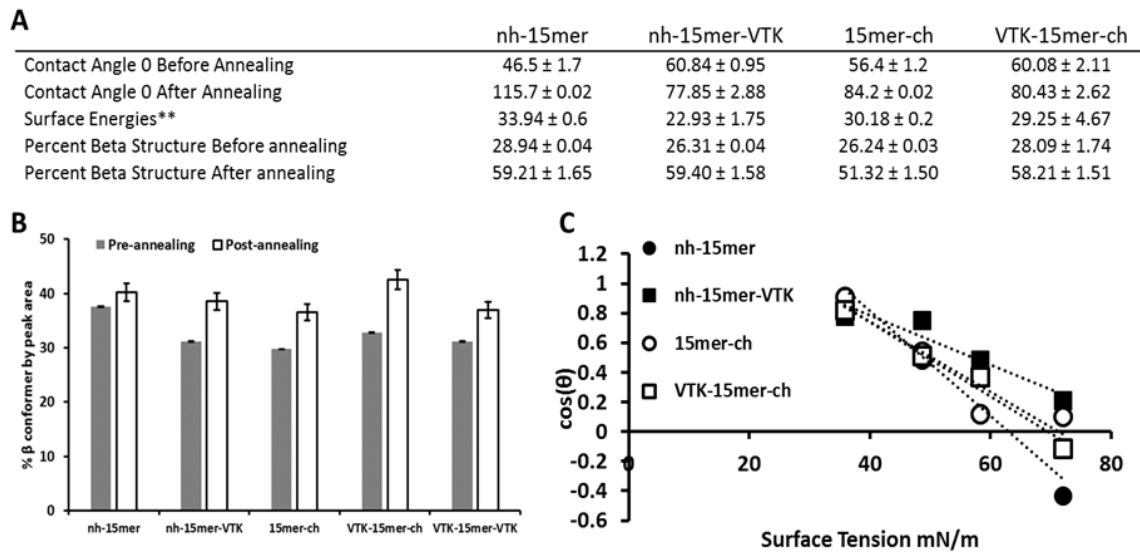 A
nh-15mer nh-15mer-VTK 15mer-ch VTK-15mer-ch
Contact Angle 0 Before Annealing 46.5 ± 1.7 60.84 ± 0.95 56.4 ± 1.2 60.08 ± 2.11
Contact Angle 0 After Annealing 115.7 ± 0.02 77.85 ± 2.88 84.2 ± 0.02 80.43 ± 2.62
Surface Energies** 33.94 ± 0.6 22.93 ± 1.75 30.18 ± 0.2 29.25 ± 4.67
Percent Beta Structure Before annealing 28.94 ± 0.04 26.31 ± 0.04 26.24 ± 0.03 28.09 ± 1.74
Percent Beta Structure After annealing 59.21 ± 1.65 59.40 ± 1.58 51.32 ± 1.50 58.21 ± 1.51
B
Pre-annealing Post-annealing
% β conformer by peak area
50
40
30
20
10
0
nh-15mer nh-15mer-VTK 15mer-ch VTK-15mer-ch VTK-15mer-VTK
C
nh-15mer
nh-15mer-VTK
15mer-ch
VTK-15mer-ch
cos(θ)
1.2
1
0.8
0.6
0.4
0.2
0
-0.2
-0.4
-0.6
0 20 40 60 80
Surface Tension mN/m